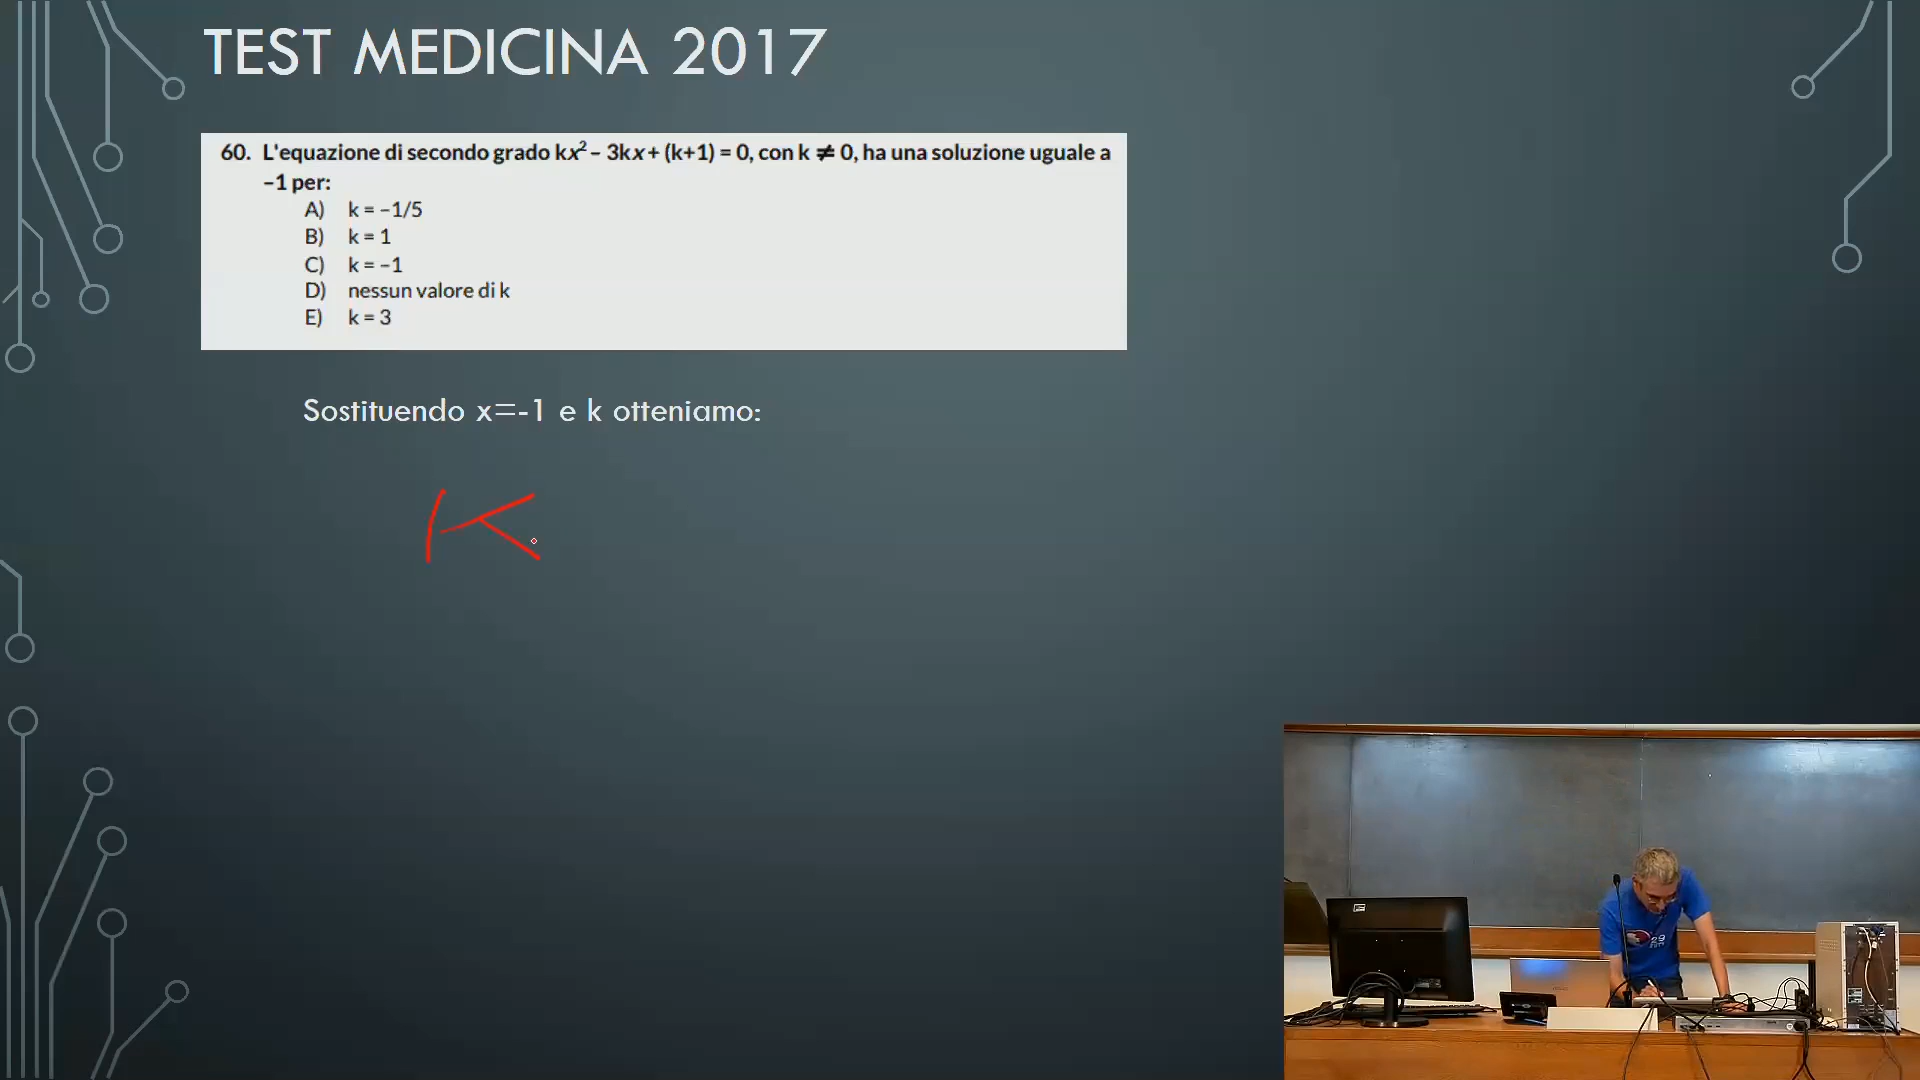 TEST MEDICINA 2017
60. L'equazione di secondo grado kx² – 3kx + (k+1) = 0, con k ≠ 0, ha una soluzione uguale a
–1 per:
A) k = –1/5
B) k = 1
C) k = –1
D) nessun valore di k
E) k = 3
Sostituendo x=-1 e k otteniamo:
K